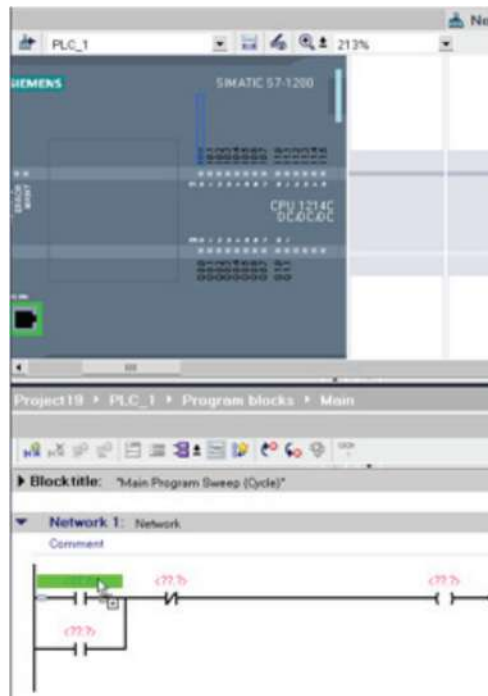 Ne
PLC_1
213%
SIEMENS
SIMATIC S7-1200
CPU 1214C
DC/DC/DC
Project19 ▸ PLC_1 ▸ Program blocks ▸ Main
Block title: "Main Program Sweep (Cycle)"
Network 1: Network
Comment
<??.?>
<??.?>
<??.?>